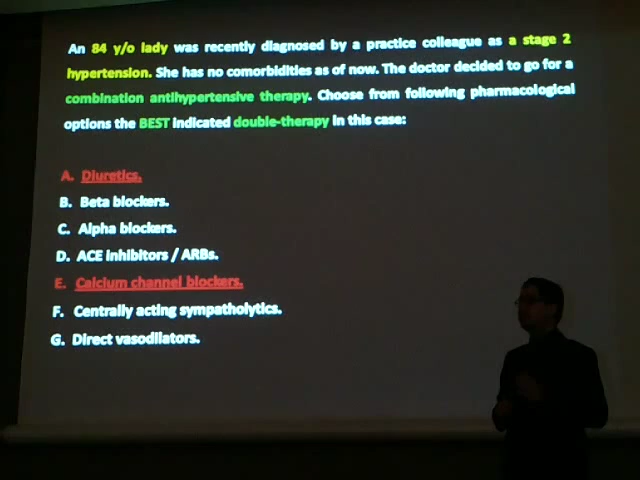 An 84 y/o lady was recently diagnosed by a practice colleague as a stage 2
hypertension. She has no comorbidities as of now. The doctor decided to go for a
combination antihypertensive therapy. Choose from following pharmacological
options the BEST indicated double-therapy in this case:
A. Diuretics.
B. Beta blockers.
C. Alpha blockers.
D. ACE inhibitors / ARBs.
E. Calcium channel blockers.
F. Centrally acting sympatholytics.
G. Direct vasodilators.